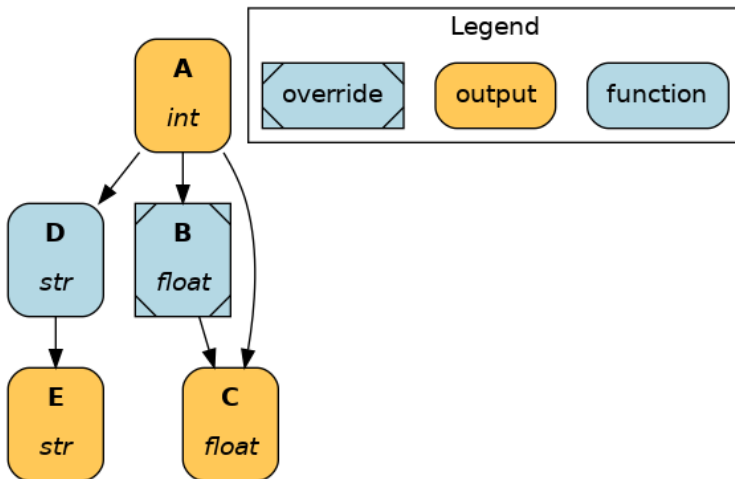 A
int
Legend
override
output
function
D
str
B
float
E
str
C
float